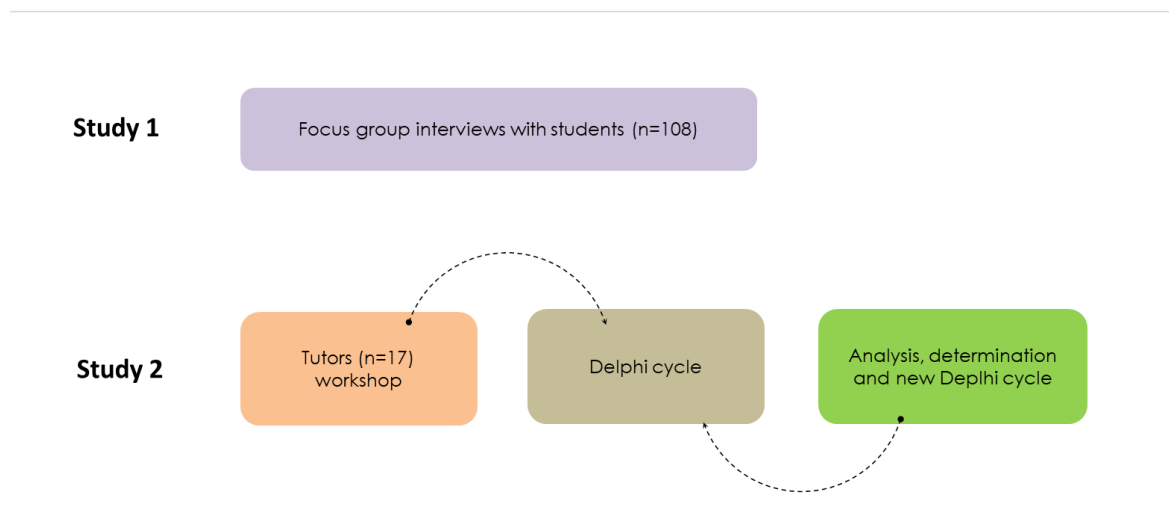 Study 1
Focus group interviews with students (n=108)
Study 2
Tutors (n=17)
workshop
Delphi cycle
Analysis, determination
and new Deplhi cycle